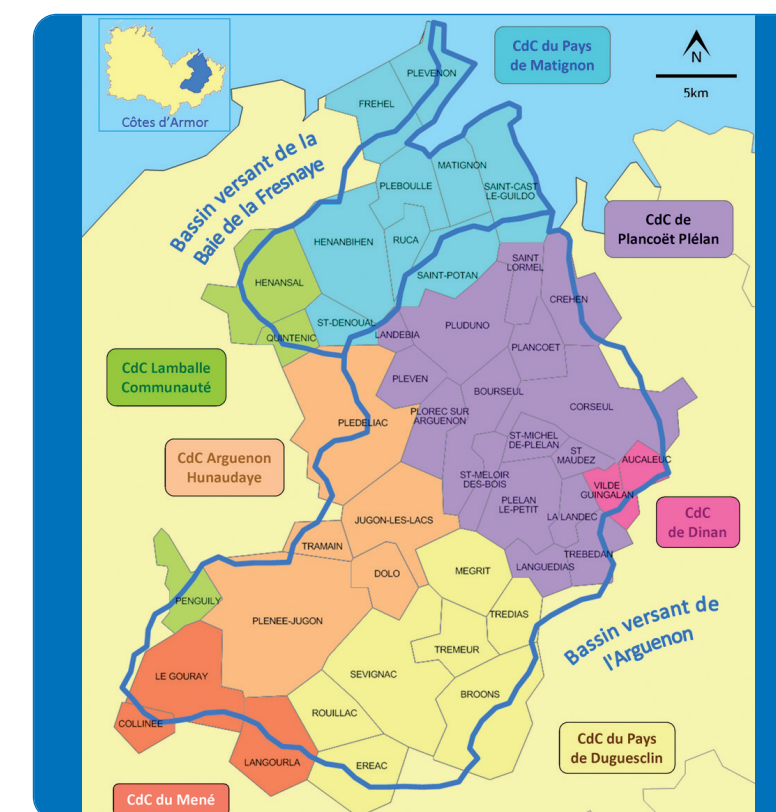 CdC du Pays
de Matignon
N
5km
Côtes d'Armor
PLEVENON
FREHEL
Bassin versant de la
Baie de la Fresnaye
MATIGNON
PLEBOULLE
SAINT-CAST
LE-GUILDO
CdC de
Plancoët Plélan
HENANBIHEN
RUCA
SAINT
LORMEL
SAINT-POTAN
HENANSAL
CREHEN
ST-DENOUAL
LANDEBIA
PLUDUNO
QUINTENIC
PLANCOET
CdC Lamballe
Communauté
PLEVEN
BOURSEUL
CORSEUL
PLEDELIAC
PLOREC SUR
ARGUENON
ST-MICHEL
DE-PLELAN
ST
MAUDEZ
AUCALEUC
CdC Arguenon
Hunaudaye
ST-MELOIR
DES-BOIS
VILDE
GUINGALAN
PLELAN
LE-PETIT
LA LANDEC
CdC
de Dinan
JUGON-LES-LACS
TRAMAIN
TREBEDAN
LANGUEDIAS
DOLO
MEGRIT
PENGUILY
PLENEE-JUGON
TREDIAS
Bassin versant de
l'Arguenon
TREMEUR
LE GOURAY
SEVIGNAC
BROONS
ROUILLAC
COLLINEE
CdC du Pays
de Duguesclin
LANGOURLA
EREAC
CdC du Mené